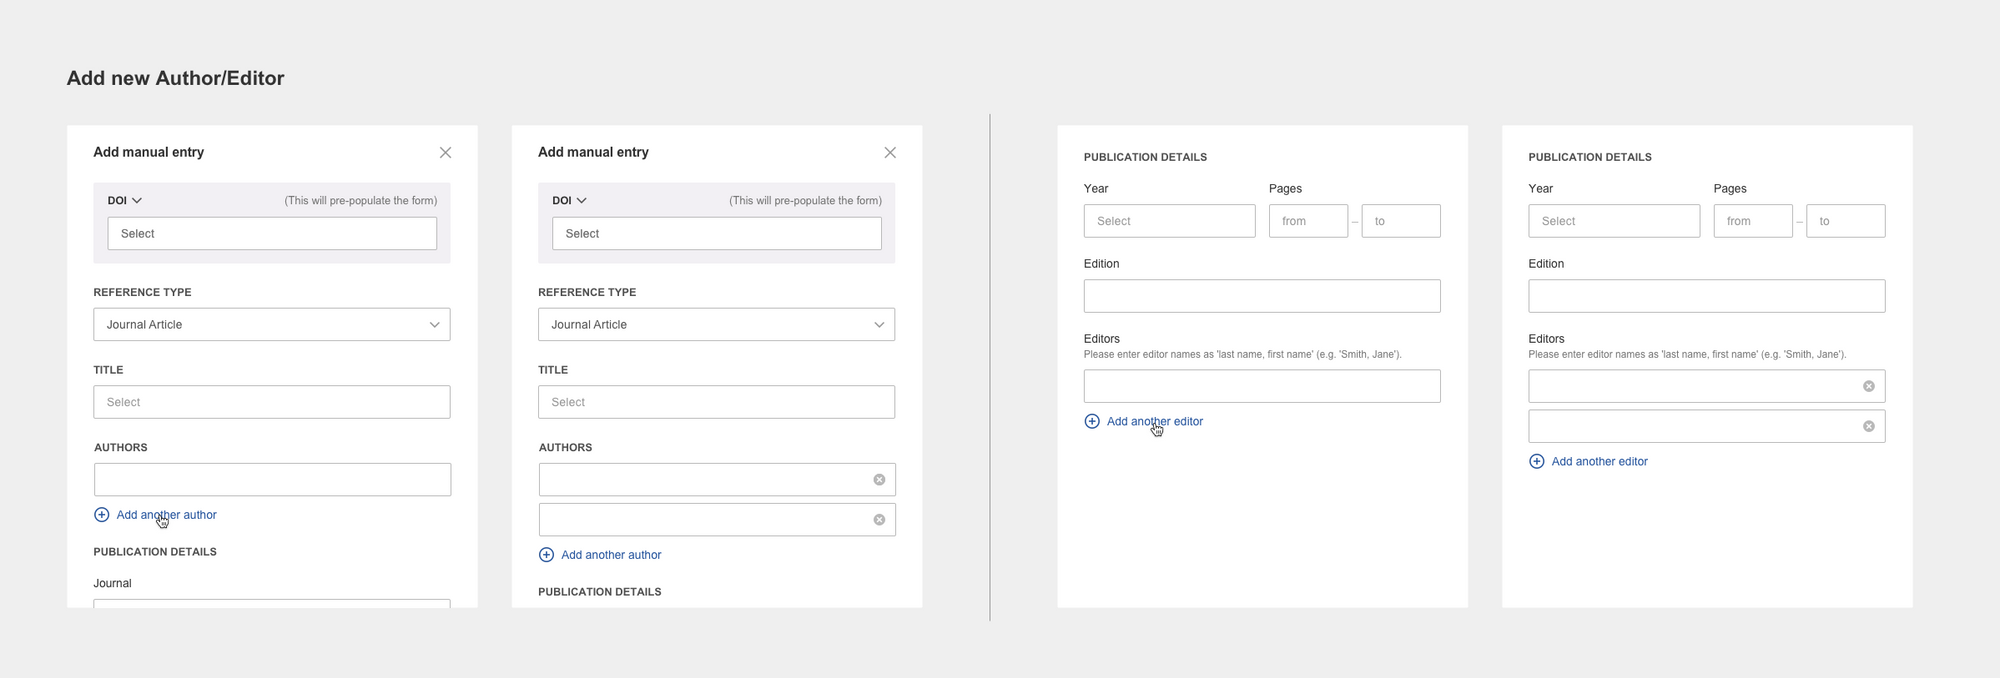 Add new Author/Editor
Add manual entry
DOI (This will pre-populate the form)
Select
REFERENCE TYPE
Journal Article
TITLE
Select
AUTHORS
Add another author
PUBLICATION DETAILS
Journal
Add manual entry
DOI (This will pre-populate the form)
Select
REFERENCE TYPE
Journal Article
TITLE
Select
AUTHORS
Add another author
PUBLICATION DETAILS
PUBLICATION DETAILS
Year Pages
Select from – to
Edition
Editors
Please enter editor names as 'last name, first name' (e.g. 'Smith, Jane').
Add another editor
PUBLICATION DETAILS
Year Pages
Select from – to
Edition
Editors
Please enter editor names as 'last name, first name' (e.g. 'Smith, Jane').
Add another editor